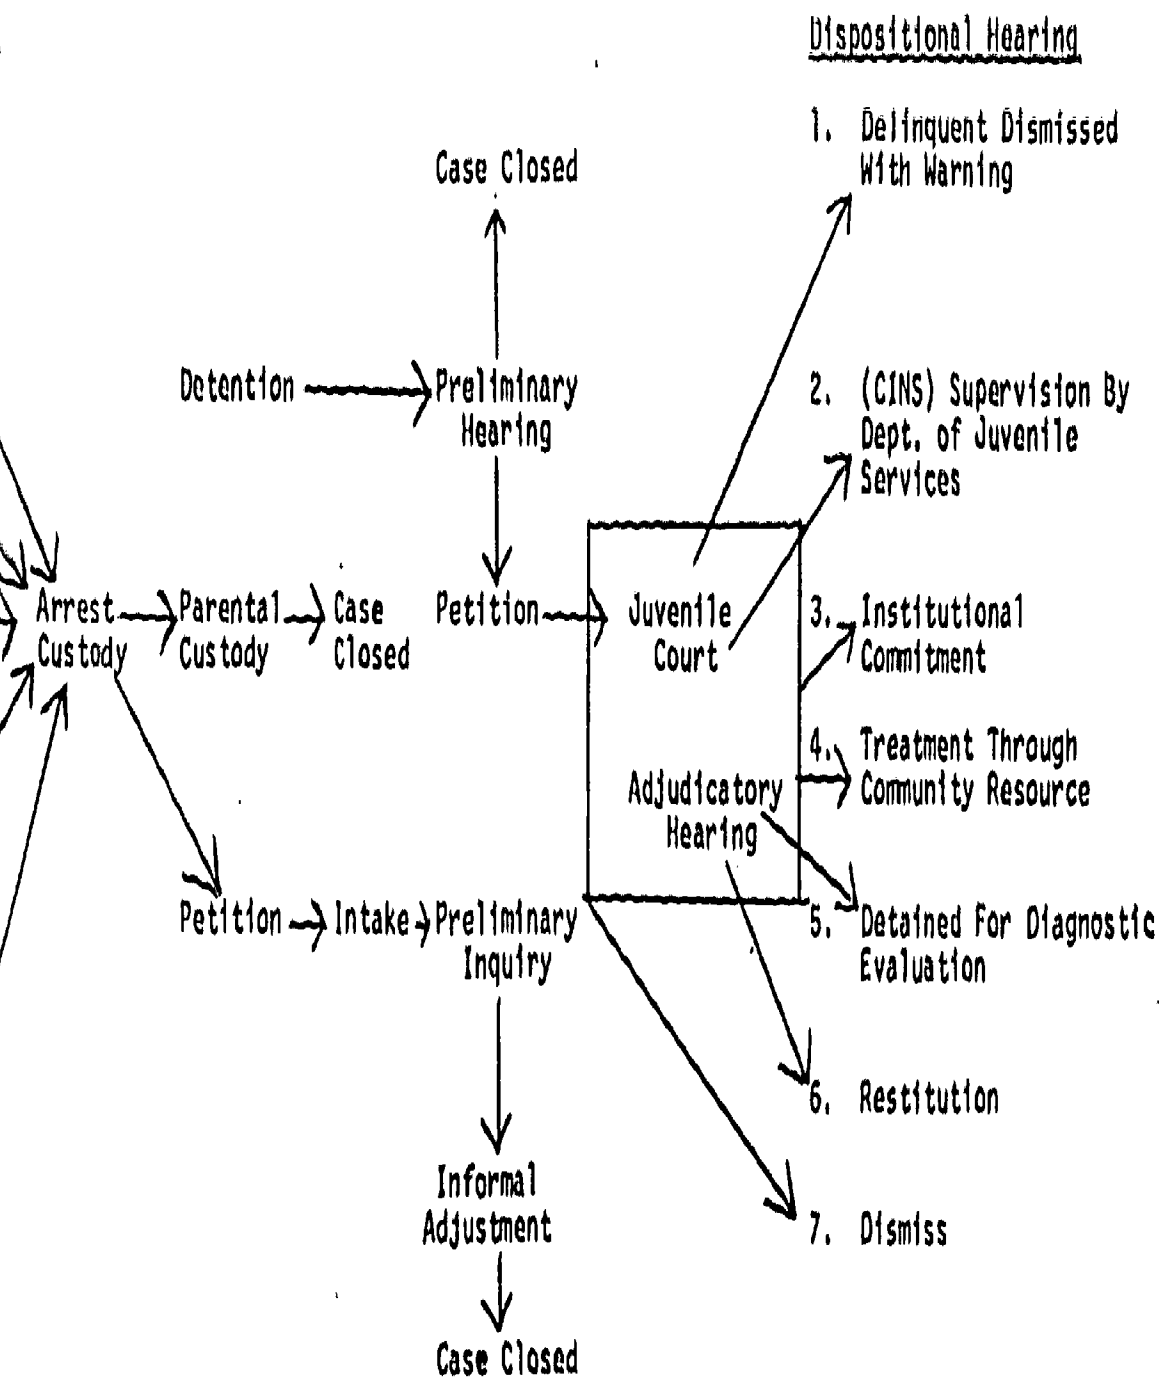 Dispositional Hearing
1. Delinquent Dismissed
With Warning
Case Closed
Detention
Preliminary
Hearing
2. (CINS) Supervision By
Dept. of Juvenile
Services
Arrest
Custody
Parental
Custody
Case
Closed
Petition
Juvenile
Court
3. Institutional
Commitment
4. Treatment Through
Community Resource
Adjudicatory
Hearing
Petition
Intake
Preliminary
Inquiry
5. Detained For Diagnostic
Evaluation
6. Restitution
Informal
Adjustment
7. Dismiss
Case Closed